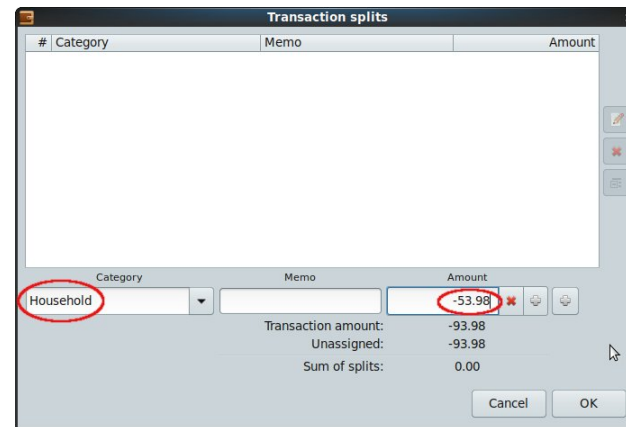 Transaction splits
# Category Memo Amount
Category Memo Amount
Household -53.98
Transaction amount: -93.98
Unassigned: -93.98
Sum of splits: 0.00
Cancel OK